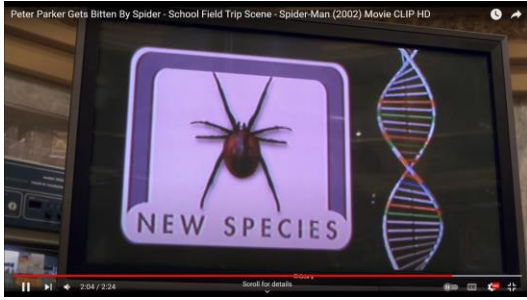 Peter Parker Gets Bitten By Spider - School Field Trip Scene - Spider-Man (2002) Movie CLIP HD
NEW SPECIES
2:04 / 2:24
Scroll for details